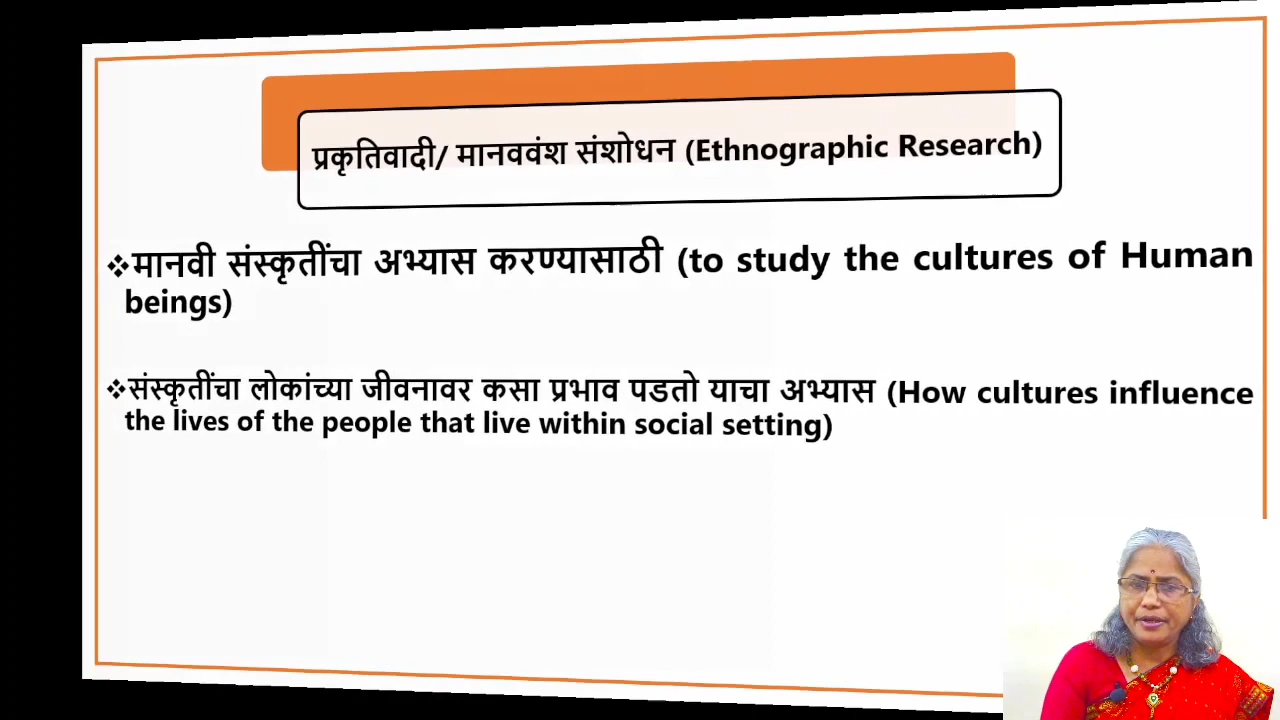 प्रकृतिवादी/ मानववंश संशोधन (Ethnographic Research)
❖मानवी संस्कृतींचा अभ्यास करण्यासाठी (to study the cultures of Human
beings)
❖संस्कृतींचा लोकांच्या जीवनावर कसा प्रभाव पडतो याचा अभ्यास (How cultures influence
the lives of the people that live within social setting)